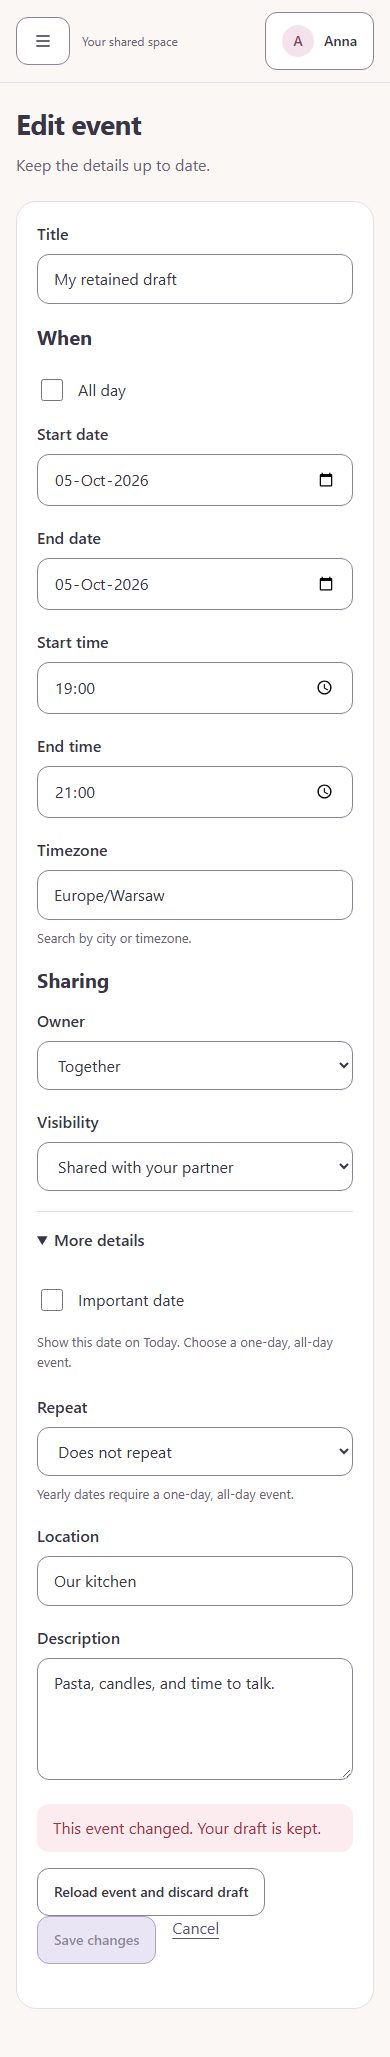 Your shared space
A
Anna
Edit event
Keep the details up to date.
Title
My retained draft
When
All day
Start date
05-Oct-2026
End date
05-Oct-2026
Start time
19:00
End time
21:00
Timezone
Europe/Warsaw
Search by city or timezone.
Sharing
Owner
Together
Visibility
Shared with your partner
More details
Important date
Show this date on Today. Choose a one-day, all-day
event.
Repeat
Does not repeat
Yearly dates require a one-day, all-day event.
Location
Our kitchen
Description
Pasta, candles, and time to talk.
This event changed. Your draft is kept.
Reload event and discard draft
Save changes
Cancel